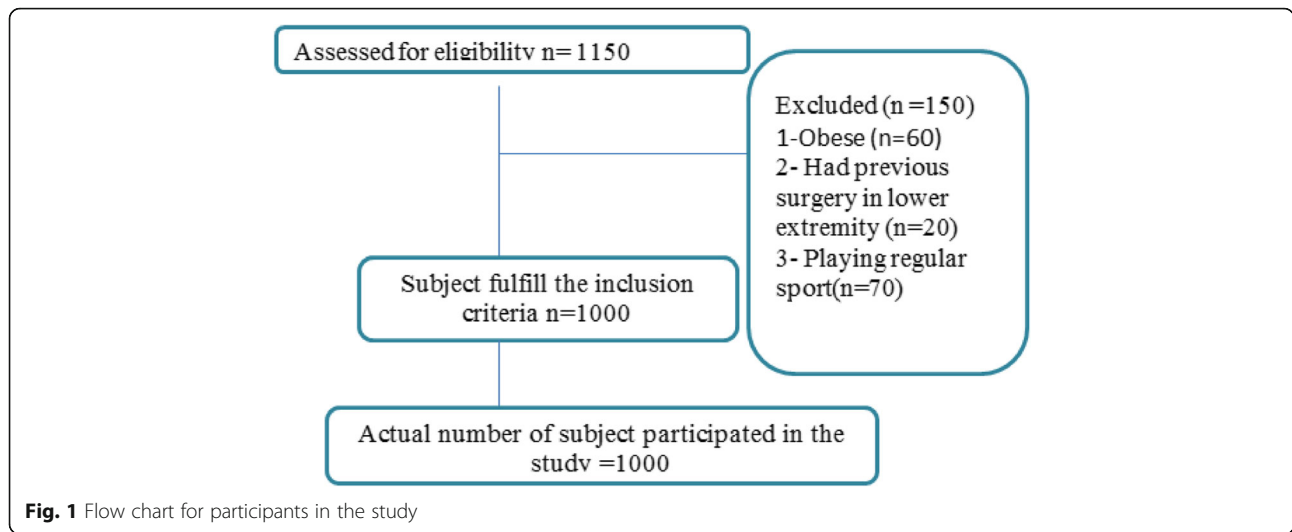 Assessed for eligibility n= 1150
Excluded (n =150)
1-Obese (n=60)
2- Had previous
surgery in lower
extremity (n=20)
3- Playing regular
sport(n=70)
Subject fulfill the inclusion
criteria n=1000
Actual number of subject participated in the
study =1000
Fig. 1 Flow chart for participants in the study